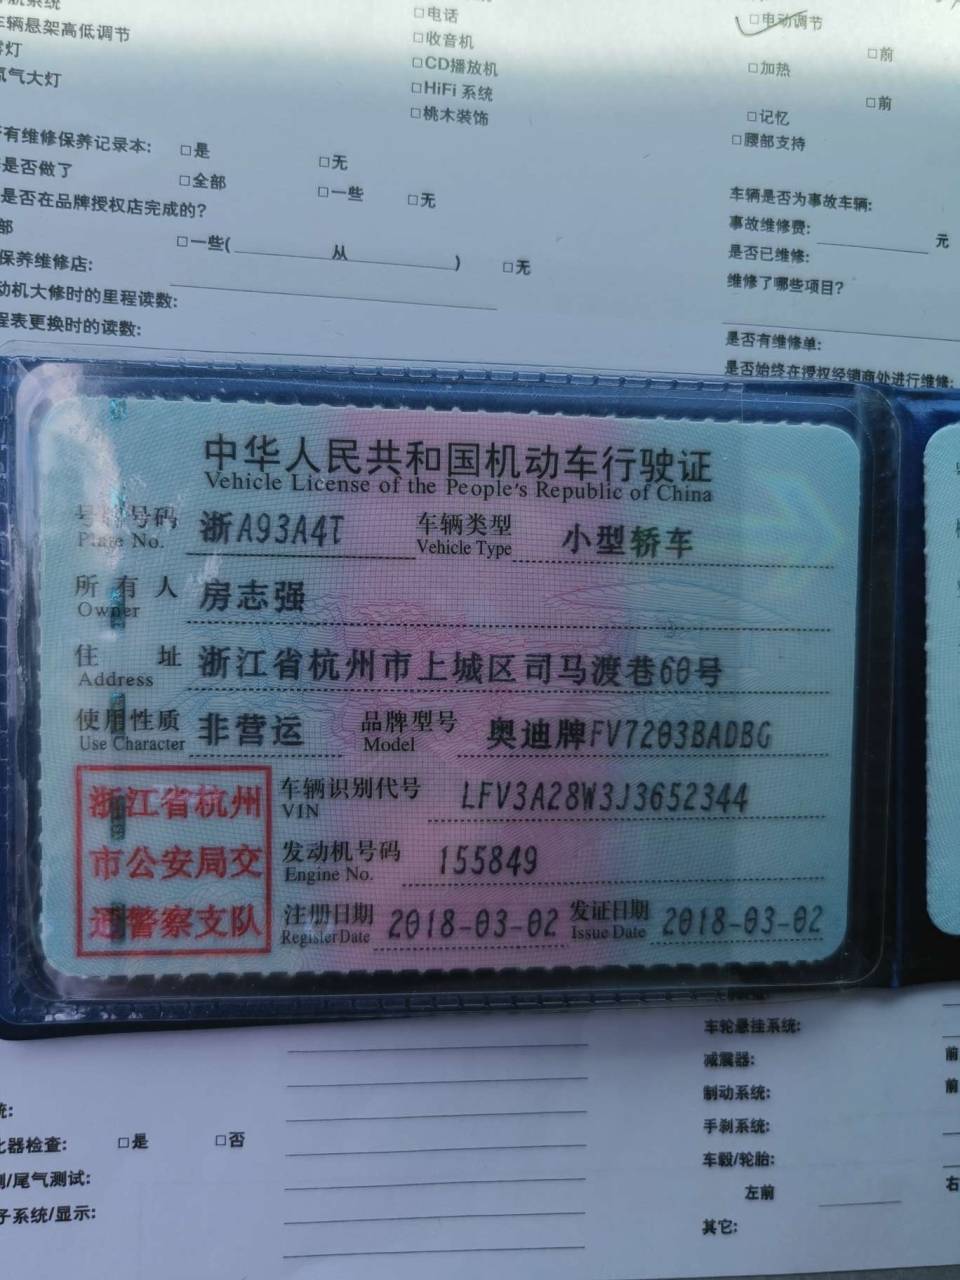 航系统
车辆悬架高低调节
雾灯
氙气大灯
□电话
□收音机
□CD播放机
□HiFi 系统
□桃木装饰
□电动调节
□前
□加热
□前
□记忆
□腰部支持
有维修保养记录本: □是 □无
是否做了 □全部 □一些 □无
是否在品牌授权店完成的?
部 □一些( 从 ) □无
保养维修店:
动机大修时的里程读数:
程表更换时的读数:
车辆是否为事故车辆:
事故维修费: 元
是否已维修:
维修了哪些项目?
是否有维修单:
是否始终在授权经销商处进行维修:
中华人民共和国机动车行驶证
Vehicle License of the People's Republic of China
号牌号码 浙A93A4T 车辆类型 小型轿车
Plate No. Vehicle Type
所有人 房志强
Owner
住址 浙江省杭州市上城区司马渡巷60号
Address
使用性质 非营运 品牌型号 奥迪牌FV7203BADBG
Use Character Model
浙江省杭州
市公安局交
通警察支队
车辆识别代号 LFV3A28W3J3652344
VIN
发动机号码 155849
Engine No.
注册日期 2018-03-02 发证日期 2018-03-02
Register Date Issue Date
车轮悬挂系统:
减震器: 前
制动系统: 前
手刹系统:
车毂/轮胎:
左前 右
其它:
统:
化器检查: □是 □否
/尾气测试:
子系统/显示: